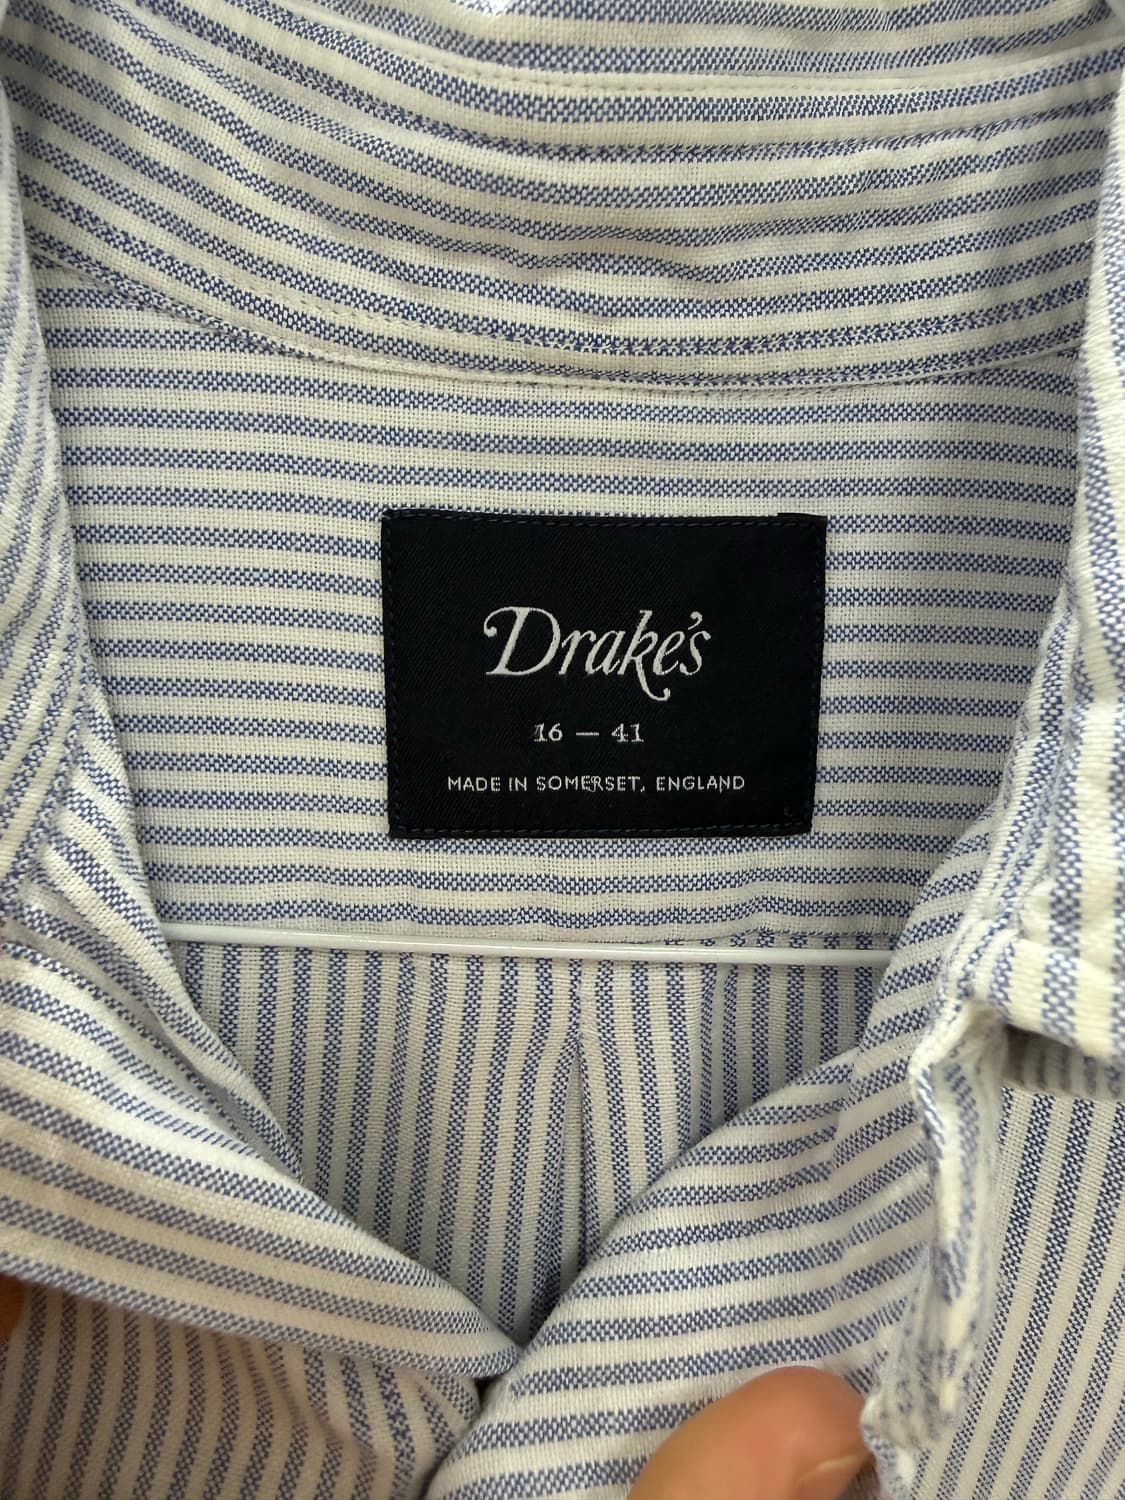 Drake's
16 — 41
MADE IN SOMERSET, ENGLAND